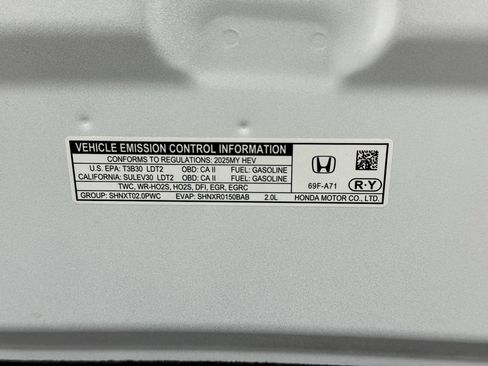 VEHICLE EMISSION CONTROL INFORMATION
CONFORMS TO REGULATIONS: 2025MY HEV
U.S. EPA: T3B30 LDT2 OBD: CA II FUEL: GASOLINE
CALIFORNIA: SULEV30 LDT2 OBD: CA II FUEL: GASOLINE
TWC, WR-HO2S, HO2S, DFI, EGR, EGRC
GROUP: SHNXT02.0PWC EVAP: SHNXR0150BAB 2.0L
69F-A71
R·Y
HONDA MOTOR CO., LTD.